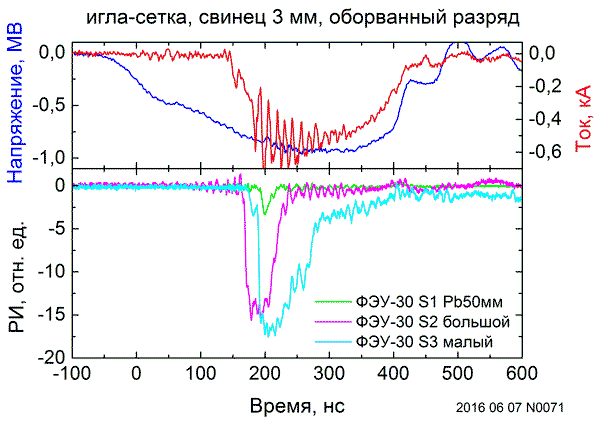 игла-сетка, свинец 3 мм, оборванный разряд
Напряжение, МВ
0,0
-0,5
-1,0
0,0
-0,2
-0,4
-0,6
Ток, кА
РИ, отн. ед.
0
-5
-10
-15
-20
ФЭУ-30 S1 Pb50мм
ФЭУ-30 S2 большой
ФЭУ-30 S3 малый
-100 0 100 200 300 400 500 600
Время, нс
2016 06 07 N0071